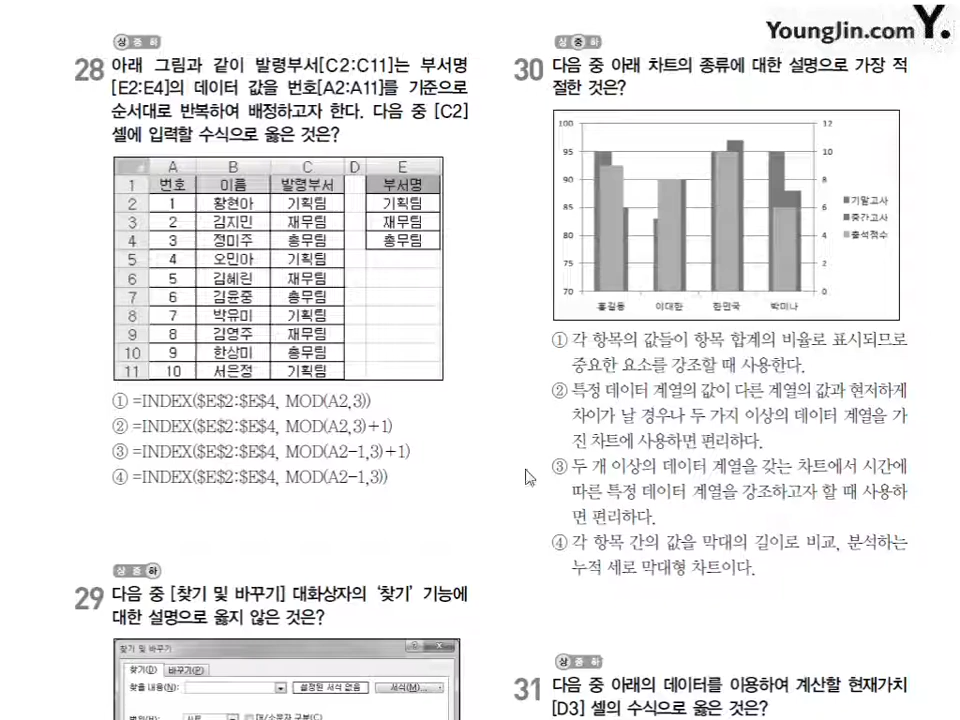 YoungJin.com Y.
상 중 하
28 아래 그림과 같이 발령부서[C2:C11]는 부서명
[E2:E4]의 데이터 값을 번호[A2:A11]를 기준으로
순서대로 반복하여 배정하고자 한다. 다음 중 [C2]
셀에 입력할 수식으로 옳은 것은?
A B C D E
1 번호 이름 발령부서 부서명
2 1 황현아 기획팀 기획팀
3 2 김지민 재무팀 재무팀
4 3 정미주 총무팀 총무팀
5 4 오민아 기획팀
6 5 김혜린 재무팀
7 6 김윤중 총무팀
8 7 박유미 기획팀
9 8 김영주 재무팀
10 9 한상미 총무팀
11 10 서은정 기획팀
① =INDEX($E$2:$E$4, MOD(A2,3))
② =INDEX($E$2:$E$4, MOD(A2,3)+1)
③ =INDEX($E$2:$E$4, MOD(A2-1,3)+1)
④ =INDEX($E$2:$E$4, MOD(A2-1,3))
상 중 하
29 다음 중 [찾기 및 바꾸기] 대화상자의 '찾기' 기능에
대한 설명으로 옳지 않은 것은?
찾기 및 바꾸기
찾기(D) 바꾸기(P)
찾을 내용(N): 설정된 서식 없음 서식(M)...
범위(H): 시트 대/소문자 구분(C)
상 중 하
30 다음 중 아래 차트의 종류에 대한 설명으로 가장 적
절한 것은?
100 12
95 10
90 8
85 6
80 4
75 2
70 0
기말고사
중간고사
출석점수
홍길동 이대한 한민국 박미나
① 각 항목의 값들이 항목 합계의 비율로 표시되므로
중요한 요소를 강조할 때 사용한다.
② 특정 데이터 계열의 값이 다른 계열의 값과 현저하게
차이가 날 경우나 두 가지 이상의 데이터 계열을 가
진 차트에 사용하면 편리하다.
③ 두 개 이상의 데이터 계열을 갖는 차트에서 시간에
따른 특정 데이터 계열을 강조하고자 할 때 사용하
면 편리하다.
④ 각 항목 간의 값을 막대의 길이로 비교, 분석하는
누적 세로 막대형 차트이다.
상 중 하
31 다음 중 아래의 데이터를 이용하여 계산할 현재가치
[D3] 셀의 수식으로 옳은 것은?